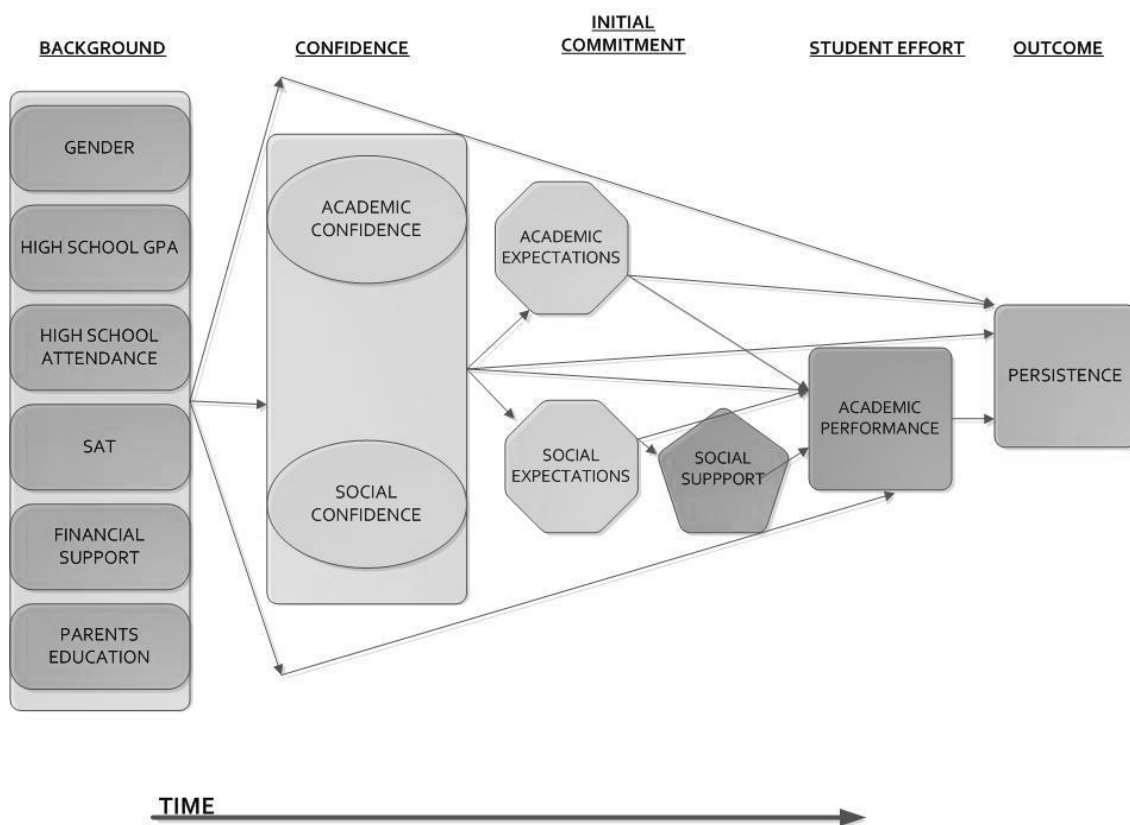 INITIAL
COMMITMENT
BACKGROUND
CONFIDENCE
STUDENT EFFORT
OUTCOME
GENDER
HIGH SCHOOL GPA
HIGH SCHOOL
ATTENDANCE
SAT
FINANCIAL
SUPPORT
PARENTS
EDUCATION
ACADEMIC
CONFIDENCE
SOCIAL
CONFIDENCE
ACADEMIC
EXPECTATIONS
SOCIAL
EXPECTATIONS
SOCIAL
SUPPPORT
ACADEMIC
PERFORMANCE
PERSISTENCE
TIME